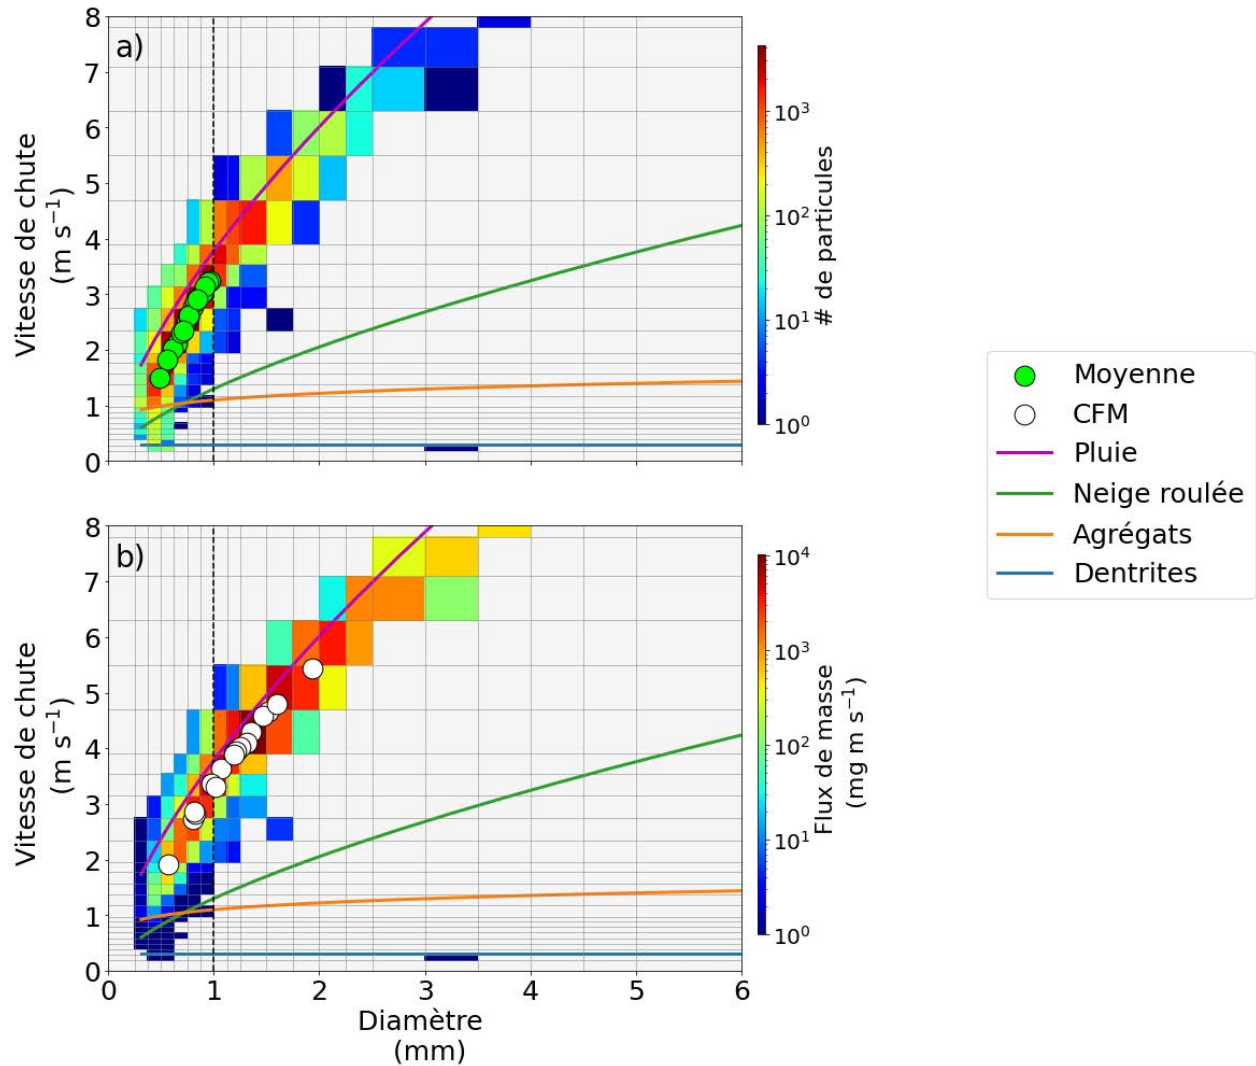 a)
8
7
6
5
4
3
2
1
0
Vitesse de chute
(m s⁻¹)
10³
10²
10¹
10⁰
# de particules
Moyenne
CFM
Pluie
Neige roulée
Agrégats
Dentrites
b)
8
7
6
5
4
3
2
1
0
Vitesse de chute
(m s⁻¹)
10⁴
10³
10²
10¹
10⁰
Flux de masse
(mg m s⁻¹)
0 1 2 3 4 5 6
Diamètre
(mm)